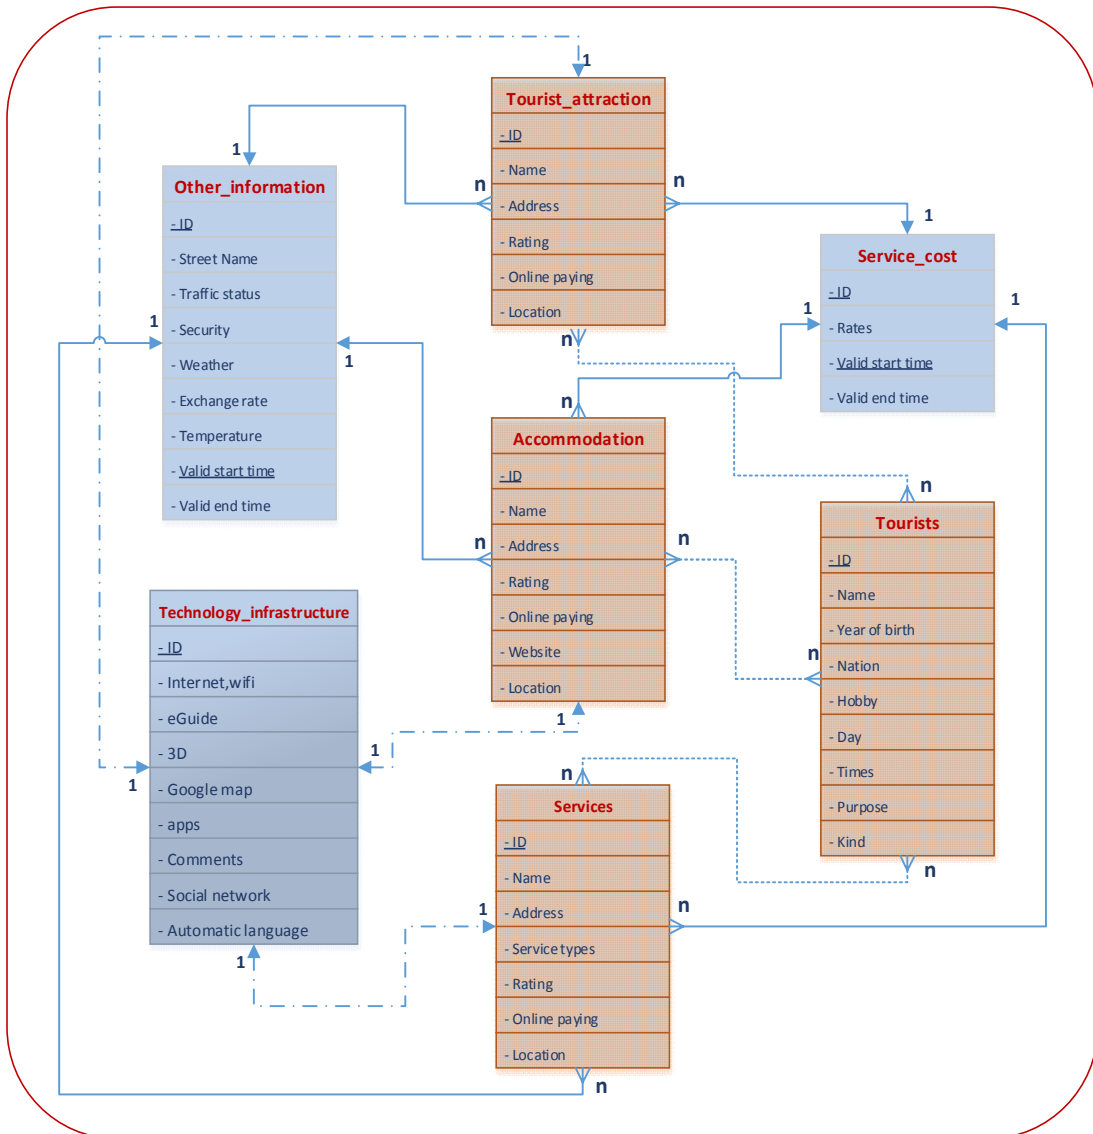 1
Tourist_attraction
- ID
- Name
- Address
- Rating
- Online paying
- Location
n
n
n
1
Other_information
- ID
- Street Name
- Traffic status
- Security
- Weather
- Exchange rate
- Temperature
- Valid start time
- Valid end time
1
1
1
Service_cost
- ID
- Rates
- Valid start time
- Valid end time
1
1
n
Accommodation
- ID
- Name
- Address
- Rating
- Online paying
- Website
- Location
n
n
1
n
Tourists
- ID
- Name
- Year of birth
- Nation
- Hobby
- Day
- Times
- Purpose
- Kind
n
n
Technology_infrastructure
- ID
- Internet,wifi
- eGuide
- 3D
- Google map
- apps
- Comments
- Social network
- Automatic language
1
1
1
n
Services
- ID
- Name
- Address
- Service types
- Rating
- Online paying
- Location
1
n
n